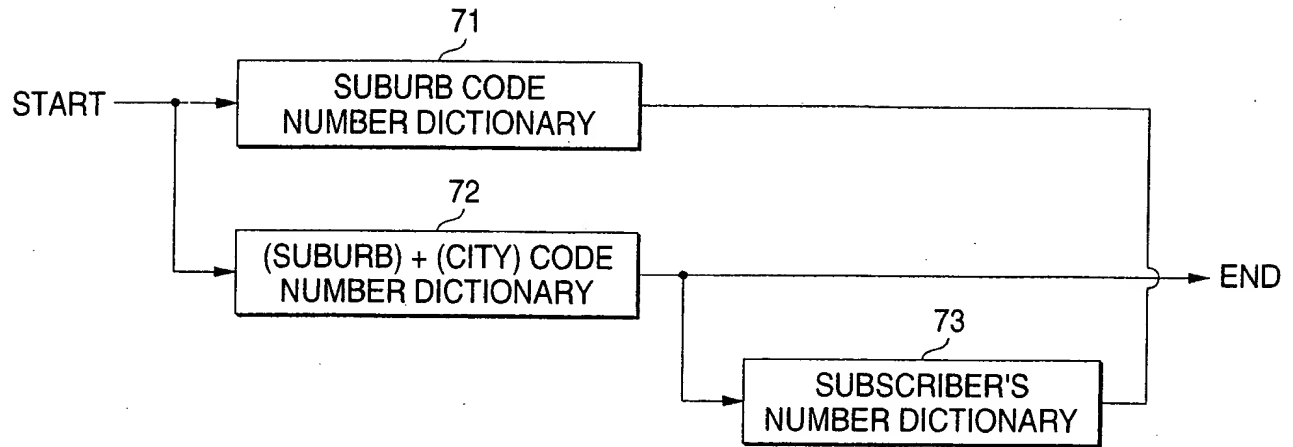 71
START
SUBURB CODE
NUMBER DICTIONARY
72
(SUBURB) + (CITY) CODE
NUMBER DICTIONARY
END
73
SUBSCRIBER'S
NUMBER DICTIONARY